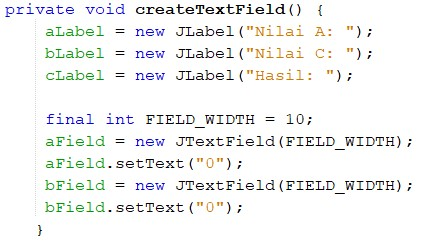 private void createTextField() {
aLabel = new JLabel("Nilai A: ");
bLabel = new JLabel("Nilai C: ");
cLabel = new JLabel("Hasil: ");
final int FIELD_WIDTH = 10;
aField = new JTextField(FIELD_WIDTH);
aField.setText("0");
bField = new JTextField(FIELD_WIDTH);
bField.setText("0");
}